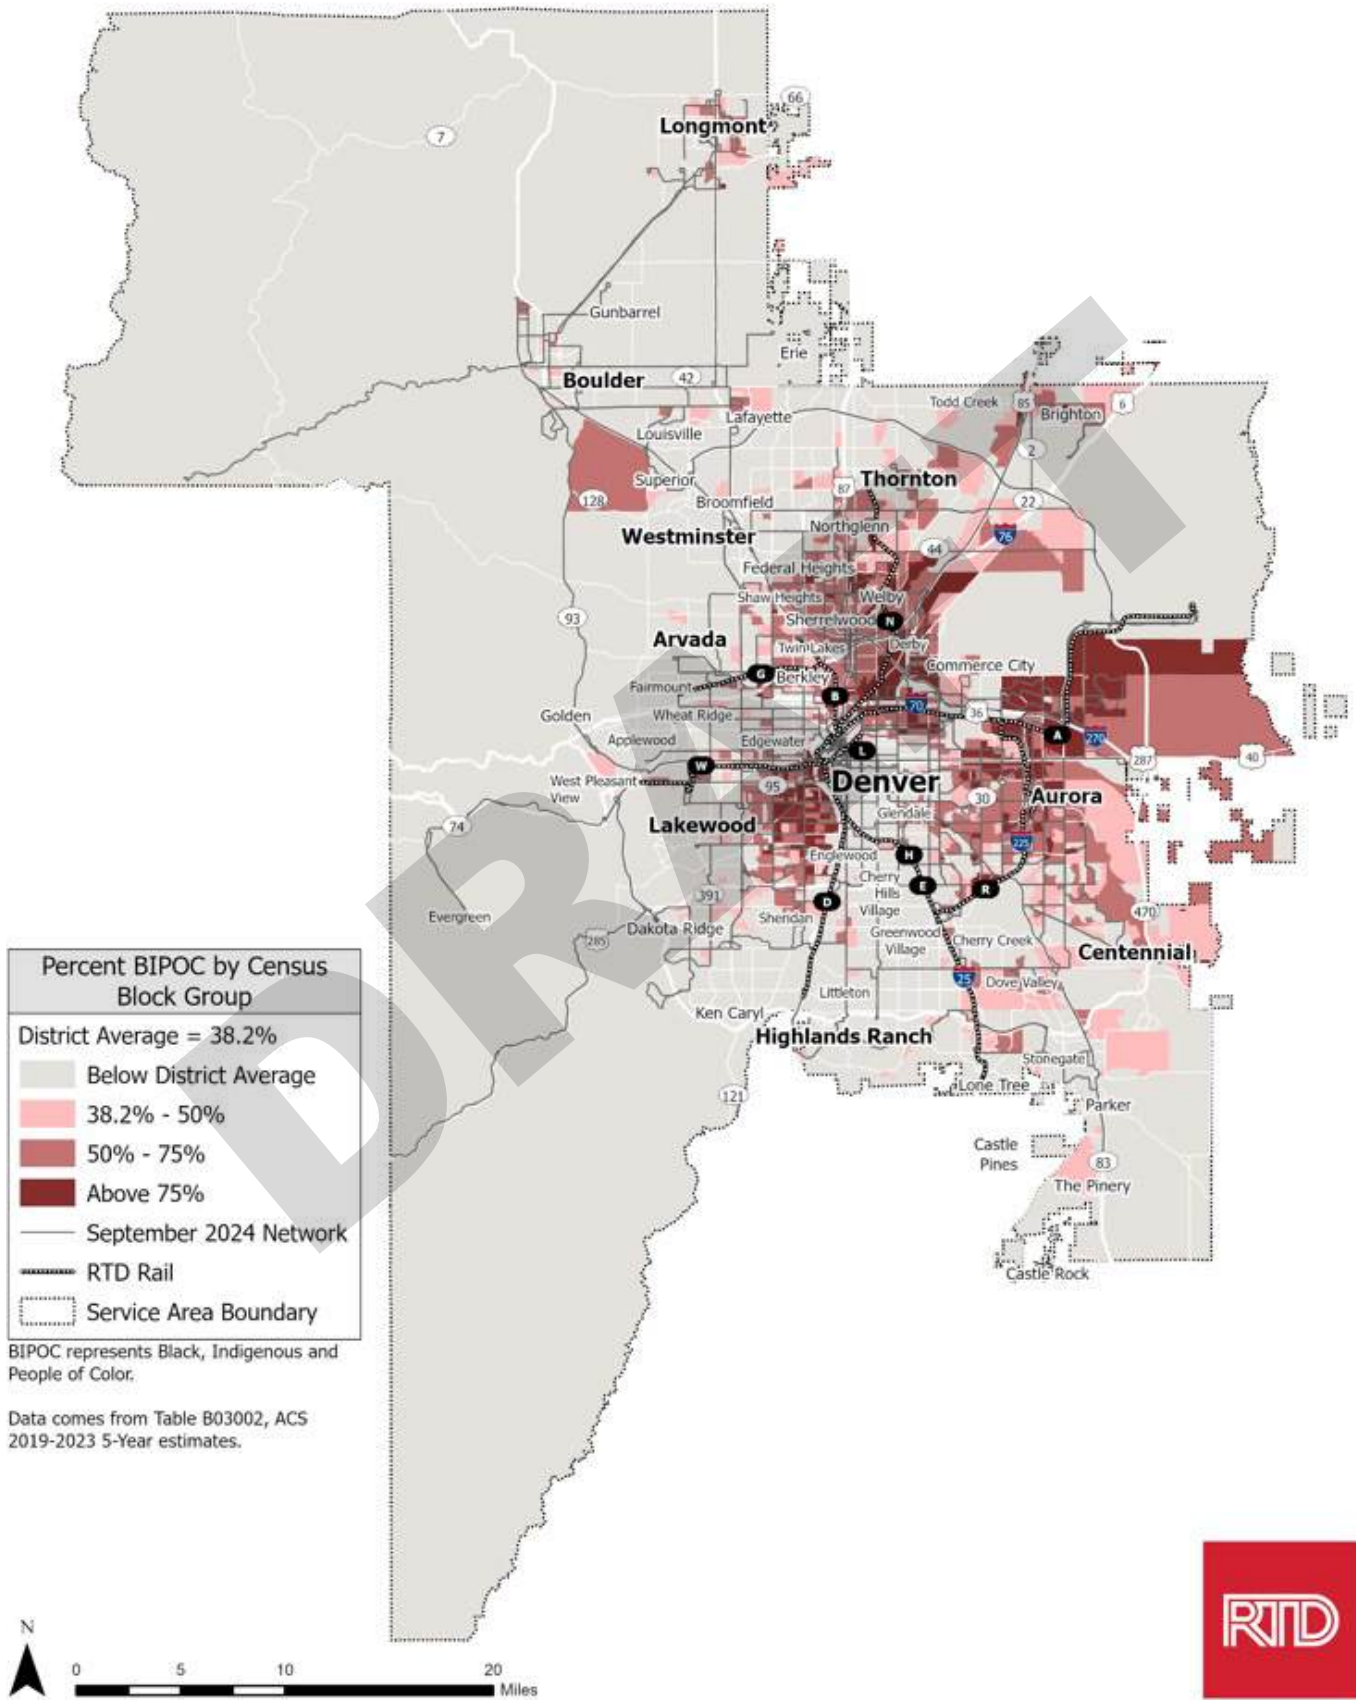 66
Longmont
7
Gunbarrel
Erie
Boulder
42
Todd Creek
85
6
Brighton
Lafayette
Louisville
2
Superior
87
Thornton
128
Broomfield
22
Westminster
Northglenn
76
44
Federal Heights
Shaw Heights
Welby
93
Sherrelwood
N
Arvada
Twin Lakes
Derby
Commerce City
G
Berkley
Fairmount
B
70
36
Golden
Wheat Ridge
A
270
Applewood
Edgewater
L
287
40
W
West Pleasant
View
95
Denver
30
Aurora
Glendale
74
Lakewood
225
Englewood
H
Cherry
Hills
Village
E
R
391
D
470
Evergreen
Sheridan
285
Dakota Ridge
Greenwood
Village
Cherry Creek
Centennial
25
Dove Valley
Littleton
Ken Caryl
Highlands Ranch
Stonegate
Lone Tree
121
Parker
Castle
Pines
83
The Pinery
Castle Rock
DRAFT
Percent BIPOC by Census
Block Group
District Average = 38.2%
Below District Average
38.2% - 50%
50% - 75%
Above 75%
September 2024 Network
RTD Rail
Service Area Boundary
BIPOC represents Black, Indigenous and
People of Color.
Data comes from Table B03002, ACS
2019-2023 5-Year estimates.
N
0 5 10 20
Miles
RTD